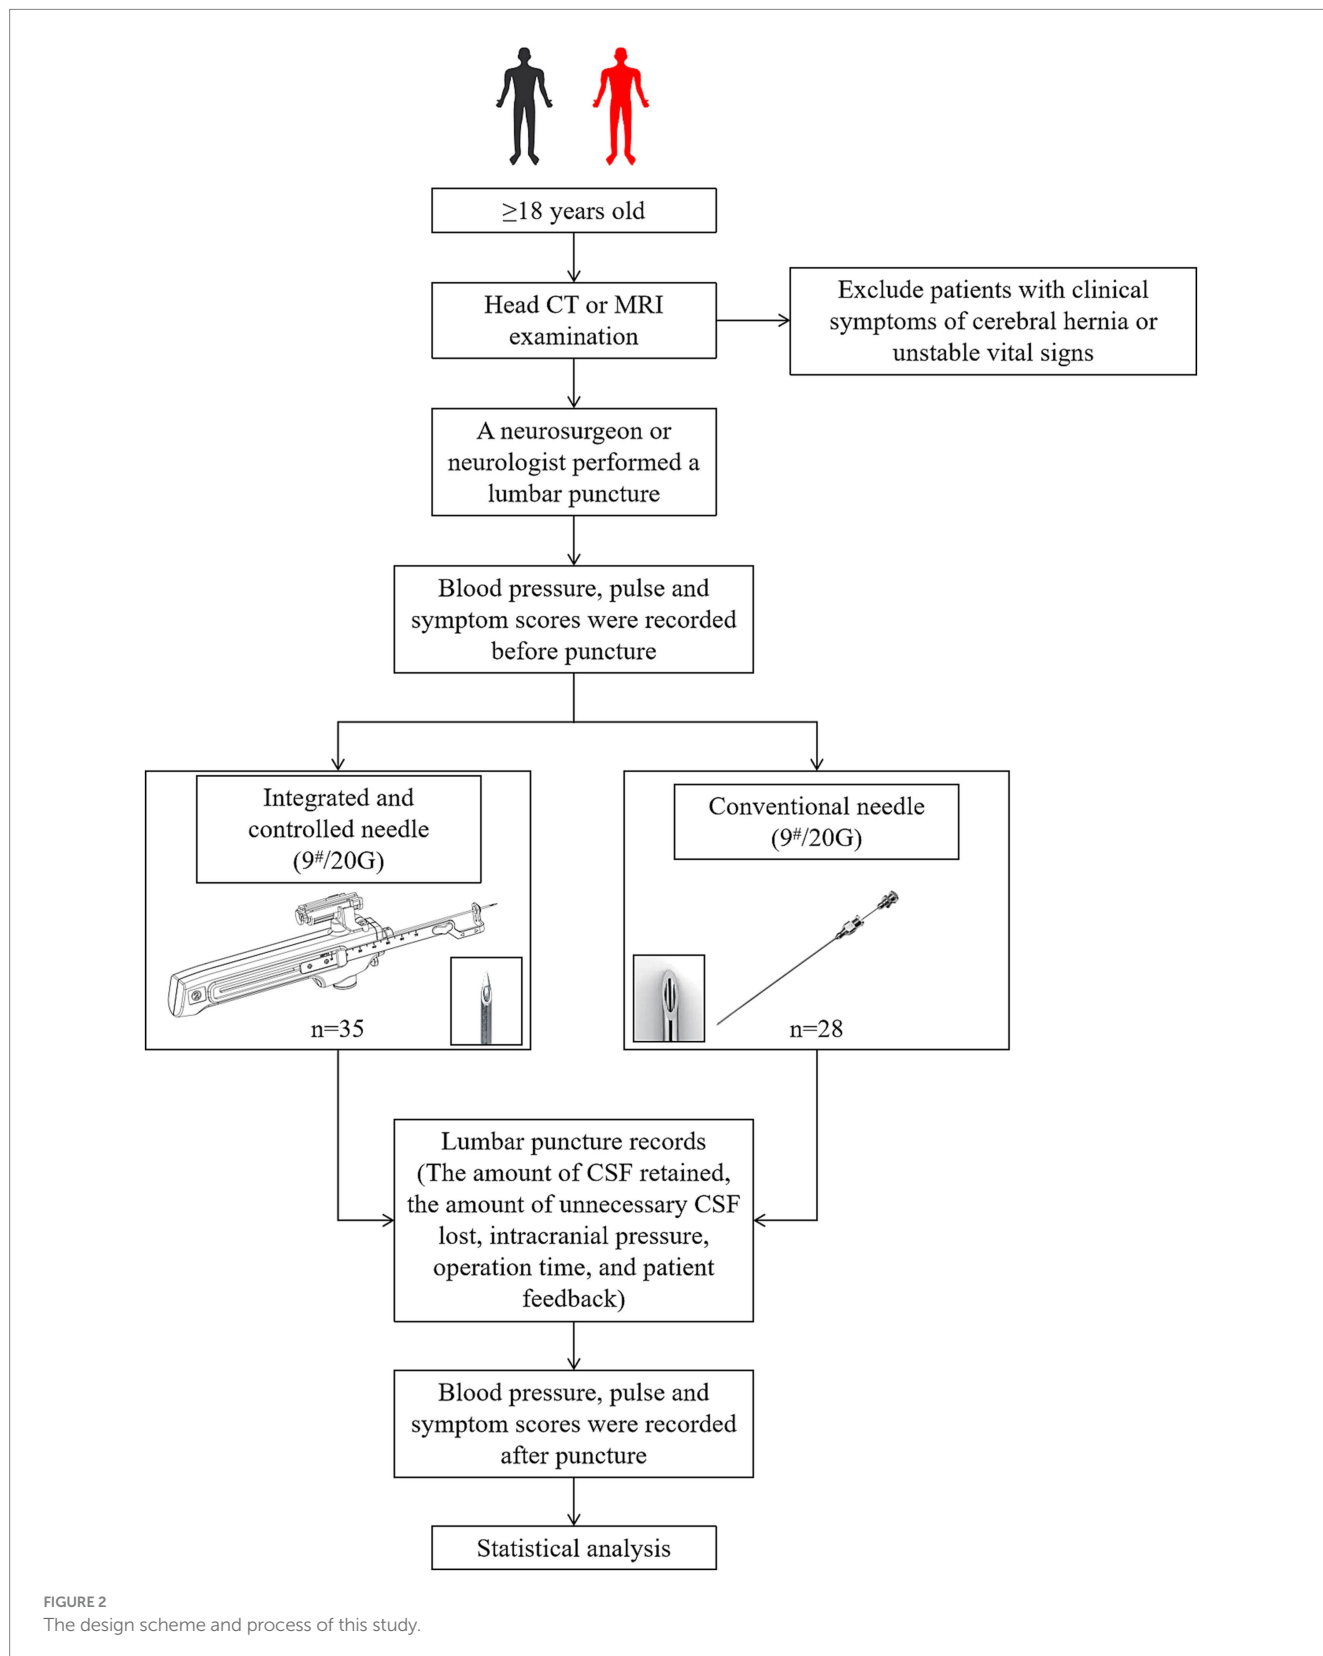 ≥18 years old
Head CT or MRI
examination
Exclude patients with clinical
symptoms of cerebral hernia or
unstable vital signs
A neurosurgeon or
neurologist performed a
lumbar puncture
Blood pressure, pulse and
symptom scores were recorded
before puncture
Integrated and
controlled needle
(9#/20G)
n=35
Conventional needle
(9#/20G)
n=28
Lumbar puncture records
(The amount of CSF retained,
the amount of unnecessary CSF
lost, intracranial pressure,
operation time, and patient
feedback)
Blood pressure, pulse and
symptom scores were recorded
after puncture
Statistical analysis
FIGURE 2
The design scheme and process of this study.